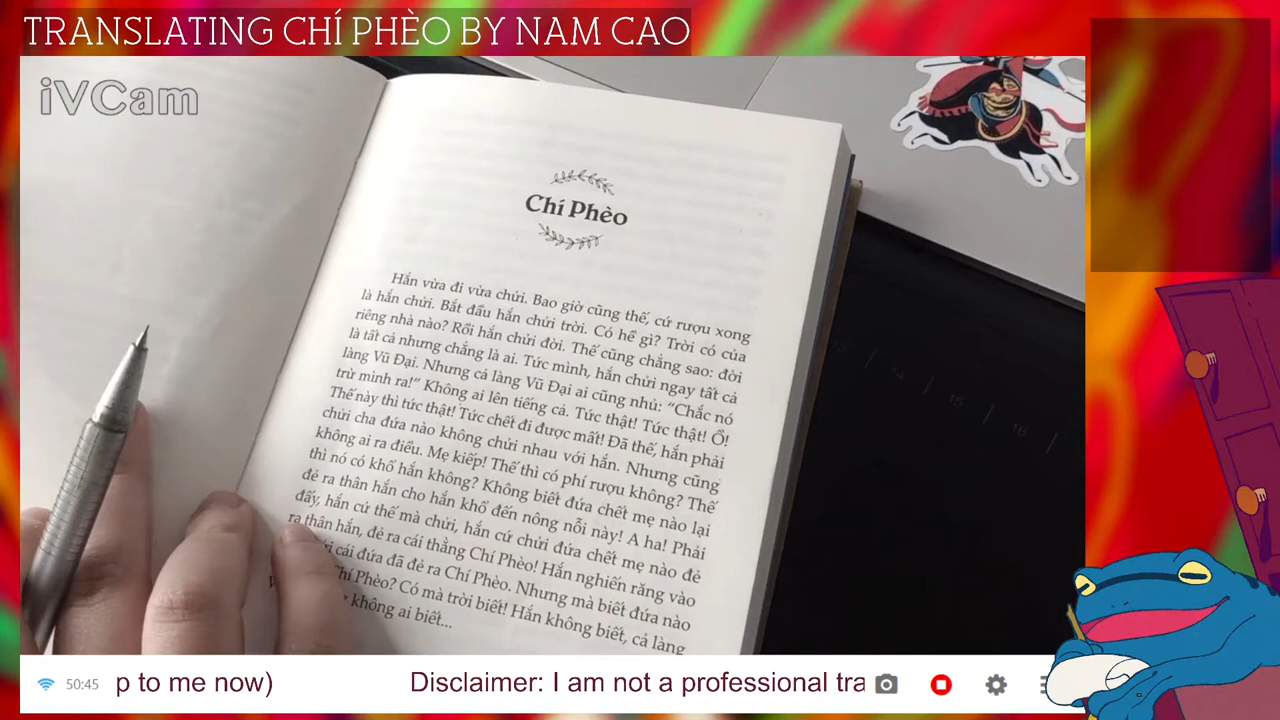 TRANSLATING CHÍ PHÈO BY NAM CAO
iVCam
Chí Phèo
Hắn vừa đi vừa chửi. Bao giờ cũng thế, cứ rượu xong
là hắn chửi. Bắt đầu hắn chửi trời. Có hề gì? Trời có của
riêng nhà nào? Rồi hắn chửi đời. Thế cũng chẳng sao: đời
là tất cả nhưng chẳng là ai. Tức mình, hắn chửi ngay tất cả
làng Vũ Đại. Nhưng cả làng Vũ Đại ai cũng nhủ: “Chắc nó
trừ mình ra!” Không ai lên tiếng cả. Tức thật! Tức thật! Ồ!
Thế này thì tức thật! Tức chết đi được mất! Đã thế, hắn phải
chửi cha đứa nào không chửi nhau với hắn. Nhưng cũng
không ai ra điều. Mẹ kiếp! Thế thì có phí rượu không? Thế
thì nó có khổ hắn không? Không biết đứa chết mẹ nào lại
đẻ ra thân hắn cho hắn khổ đến nông nỗi này! A ha! Phải
đấy, hắn cứ thế mà chửi, hắn cứ chửi đứa chết mẹ nào đẻ
ra thân hắn, đẻ ra cái thằng Chí Phèo! Hắn nghiến răng vào
cái đứa đã đẻ ra Chí Phèo. Nhưng mà biết đứa nào
Chí Phèo? Có mà trời biết! Hắn không biết, cả làng
không ai biết...
12
14
15
16
50:45
p to me now)
Disclaimer: I am not a professional tra